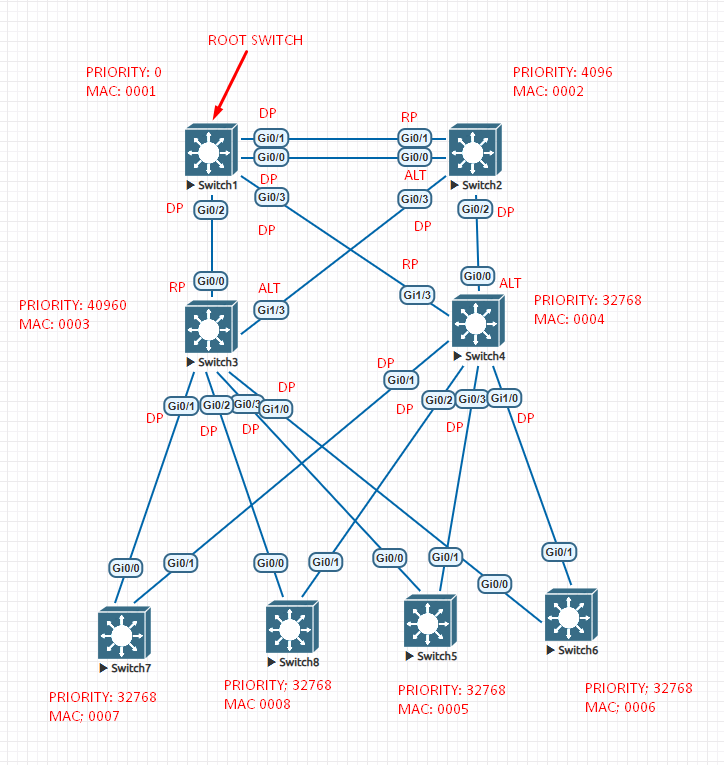 ROOT SWITCH
PRIORITY: 0
MAC: 0001
PRIORITY: 4096
MAC: 0002
DP
RP
Gi0/1
Gi0/1
Gi0/0
Gi0/0
DP
ALT
Switch1
Switch2
Gi0/3
Gi0/3
DP
Gi0/2
Gi0/2
DP
DP
DP
RP
Gi0/0
Gi0/0
RP
ALT
ALT
Gi1/3
Gi1/3
PRIORITY: 40960
MAC: 0003
PRIORITY: 32768
MAC: 0004
Switch3
Switch4
DP
Gi0/1
DP
Gi0/1
Gi0/2
Gi0/3
Gi1/0
Gi0/2
Gi0/3
Gi1/0
DP
DP
DP
DP
DP
DP
Gi0/0
Gi0/1
Gi0/0
Gi0/1
Gi0/0
Gi0/1
Gi0/0
Gi0/1
Switch7
Switch8
Switch5
Switch6
PRIORITY: 32768
MAC; 0007
PRIORITY; 32768
MAC 0008
PRIORITY: 32768
MAC: 0005
PRIORITY; 32768
MAC; 0006